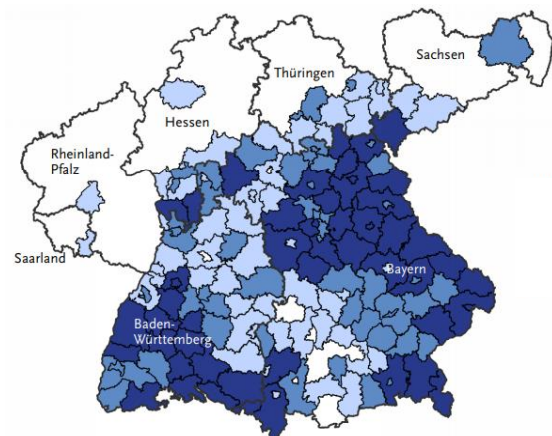 Sachsen
Thüringen
Hessen
Rheinland-
Pfalz
Saarland
Bayern
Baden-
Württemberg